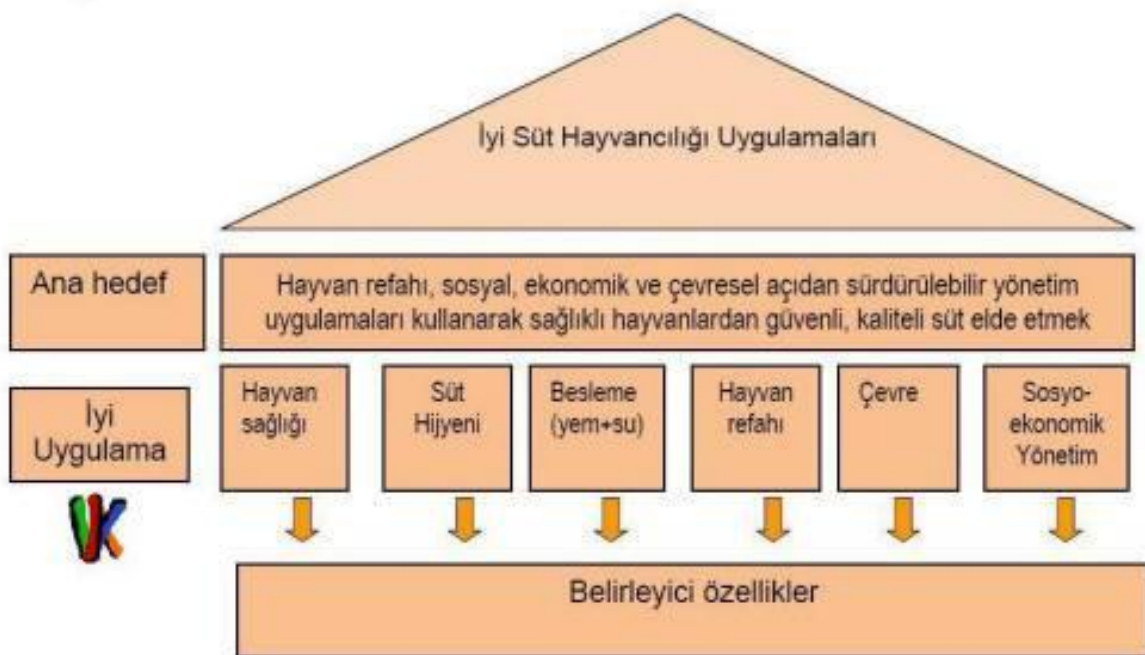 İyi Süt Hayvancılığı Uygulamaları
Ana hedef
Hayvan refahı, sosyal, ekonomik ve çevresel açıdan sürdürülebilir yönetim
uygulamaları kullanarak sağlıklı hayvanlardan güvenli, kaliteli süt elde etmek
İyi
Uygulama
Hayvan
sağlığı
Süt
Hijyeni
Besleme
(yem+su)
Hayvan
refahı
Çevre
Sosyo-
ekonomik
Yönetim
VK
Belirleyici özellikler